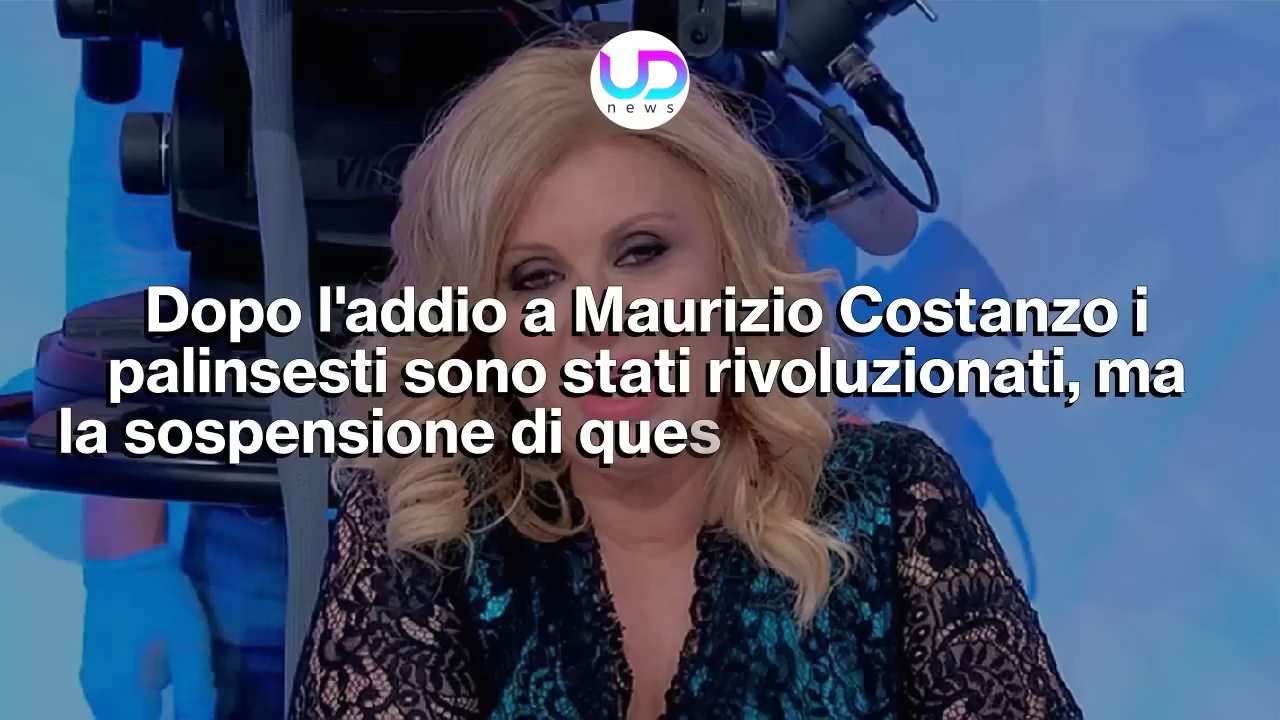 UD
news
Dopo l'addio a Maurizio Costanzo i
palinsesti sono stati rivoluzionati, ma
la sospensione di ques